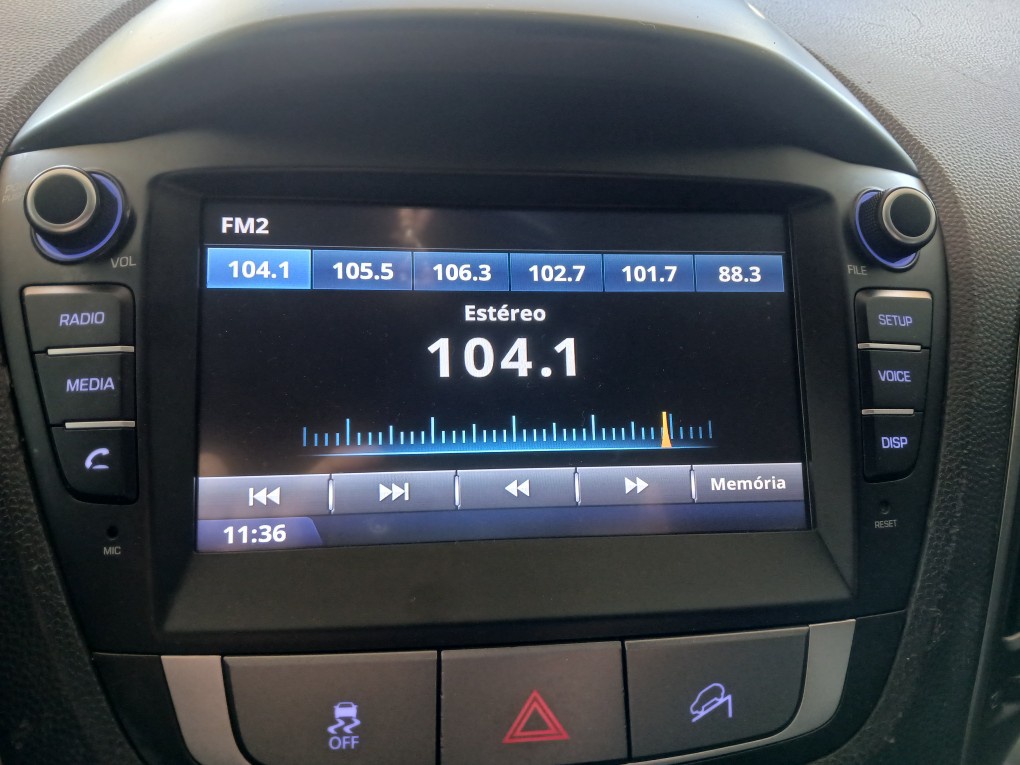 FM2
104.1 105.5 106.3 102.7 101.7 88.3
Estéreo
104.1
Memória
11:36
VOL
RADIO
MEDIA
MIC
FILE
SETUP
VOICE
DISP
RESET
OFF